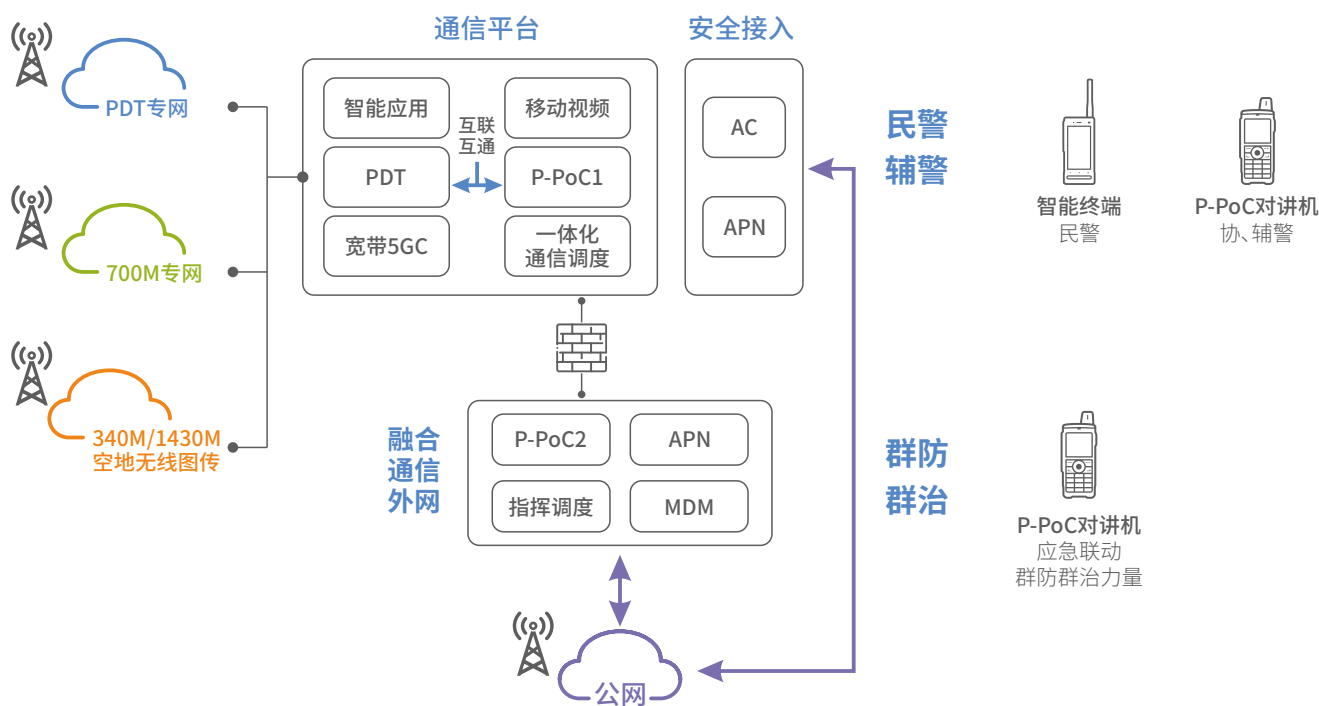 通信平台
安全接入
PDT专网
700M专网
340M/1430M
空地无线图传
智能应用
移动视频
互联
互通
PDT
P-PoC1
宽带5GC
一体化
通信调度
AC
APN
民警
辅警
智能终端
民警
P-PoC对讲机
协、辅警
融合
通信
外网
P-PoC2
APN
指挥调度
MDM
群防
群治
P-PoC对讲机
应急联动
群防群治力量
公网